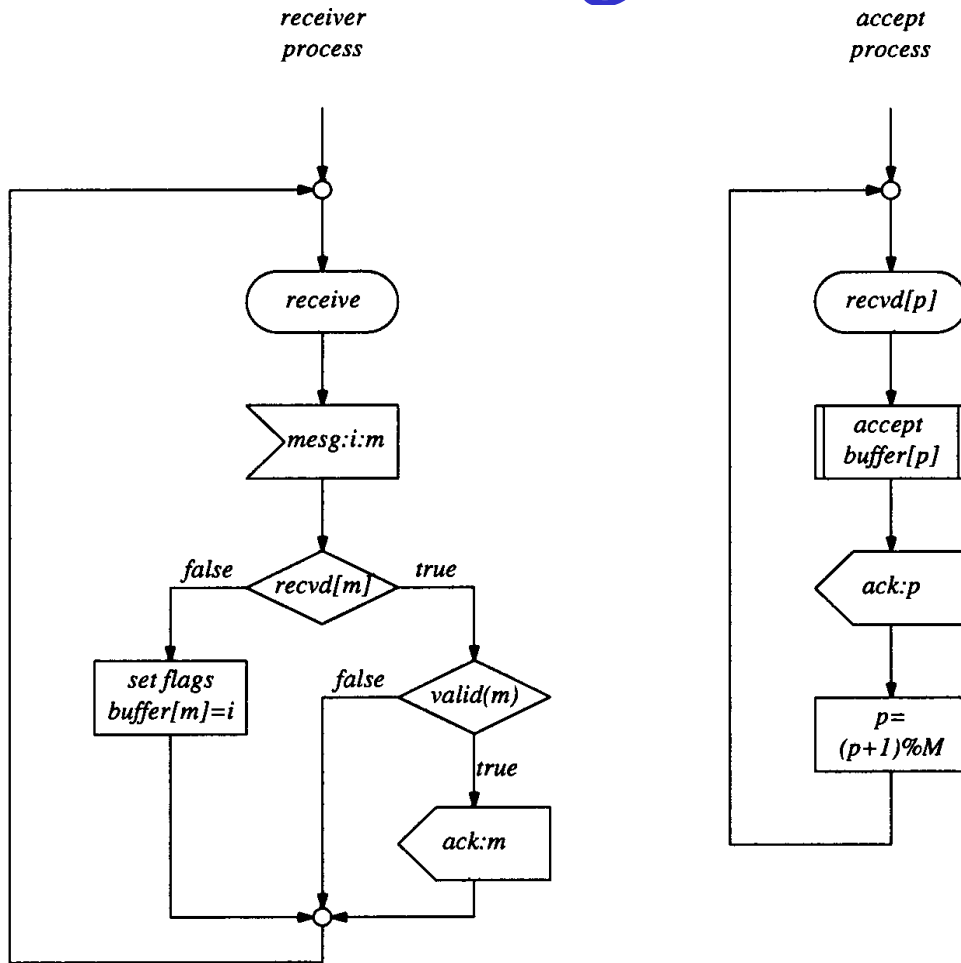 receiver
process
accept
process
receive
recvd[p]
mesg:i:m
accept
buffer[p]
false
true
recvd[m]
ack:p
set flags
buffer[m]=i
false
valid(m)
p=
(p+1)%M
true
ack:m